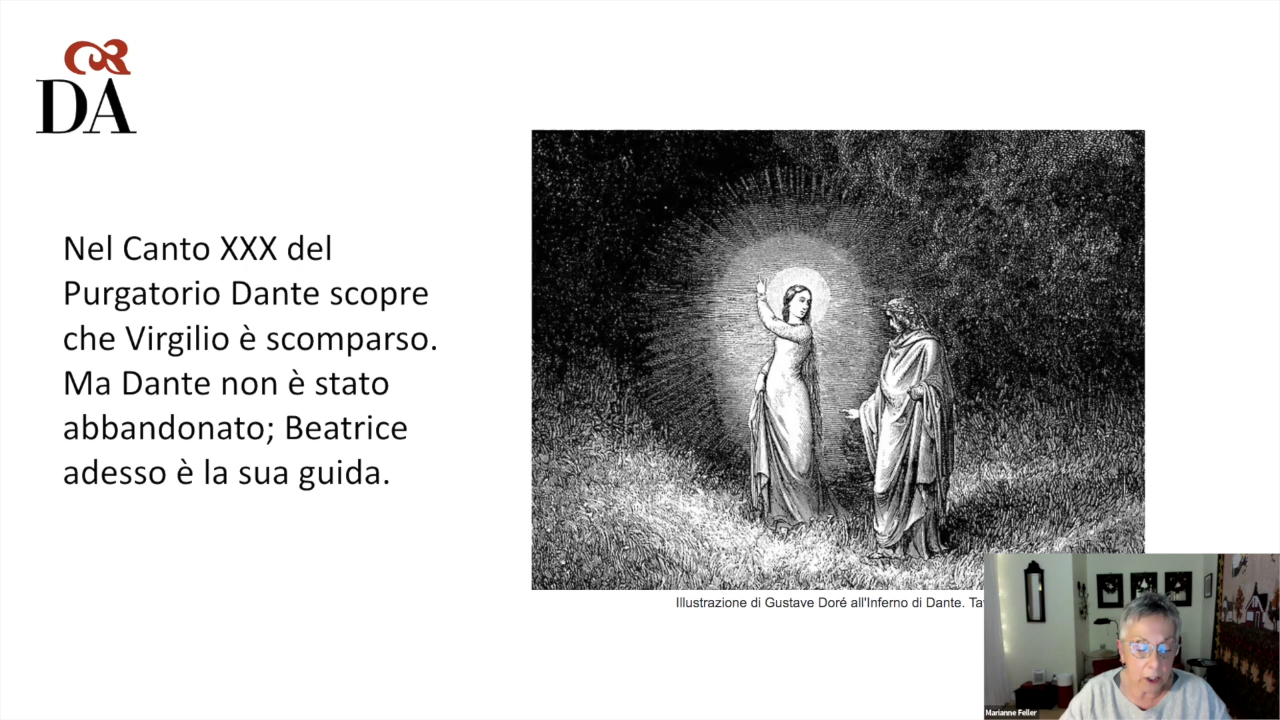 DA
Nel Canto XXX del
Purgatorio Dante scopre
che Virgilio è scomparso.
Ma Dante non è stato
abbandonato; Beatrice
adesso è la sua guida.
Illustrazione di Gustave Doré all'Inferno di Dante.
Marianne Feller